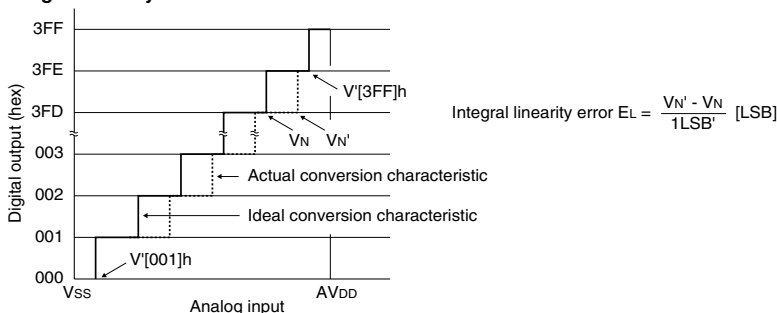 3FF
3FE
3FD
003
002
001
000
Digital output (hex)
V'[3FF]h
VN
VN'
Actual conversion characteristic
Ideal conversion characteristic
V'[001]h
VSS
AVDD
Analog input
Integral linearity error EL = VN' - VN / 1LSB' [LSB]